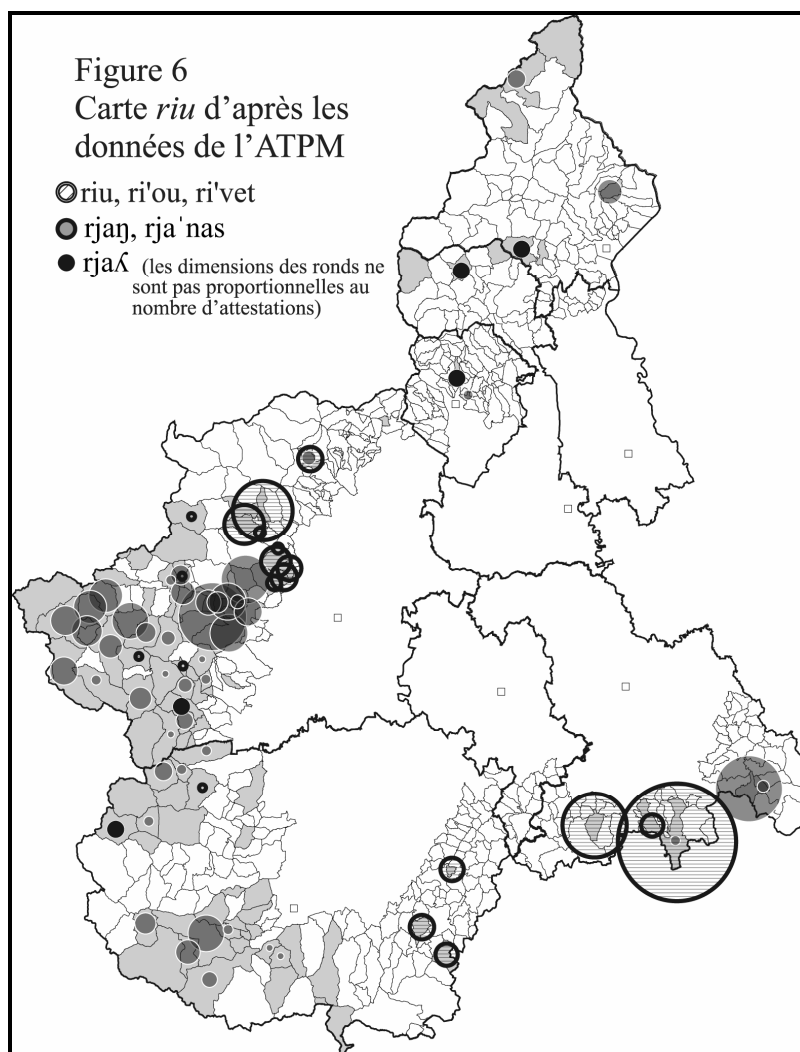 Figure 6
Carte riu d’après les
données de l’ATPM
riu, ri'ou, ri'vet
rjaŋ, rjaˈnas
rjaʎ (les dimensions des ronds ne
sont pas proportionnelles au
nombre d’attestations)